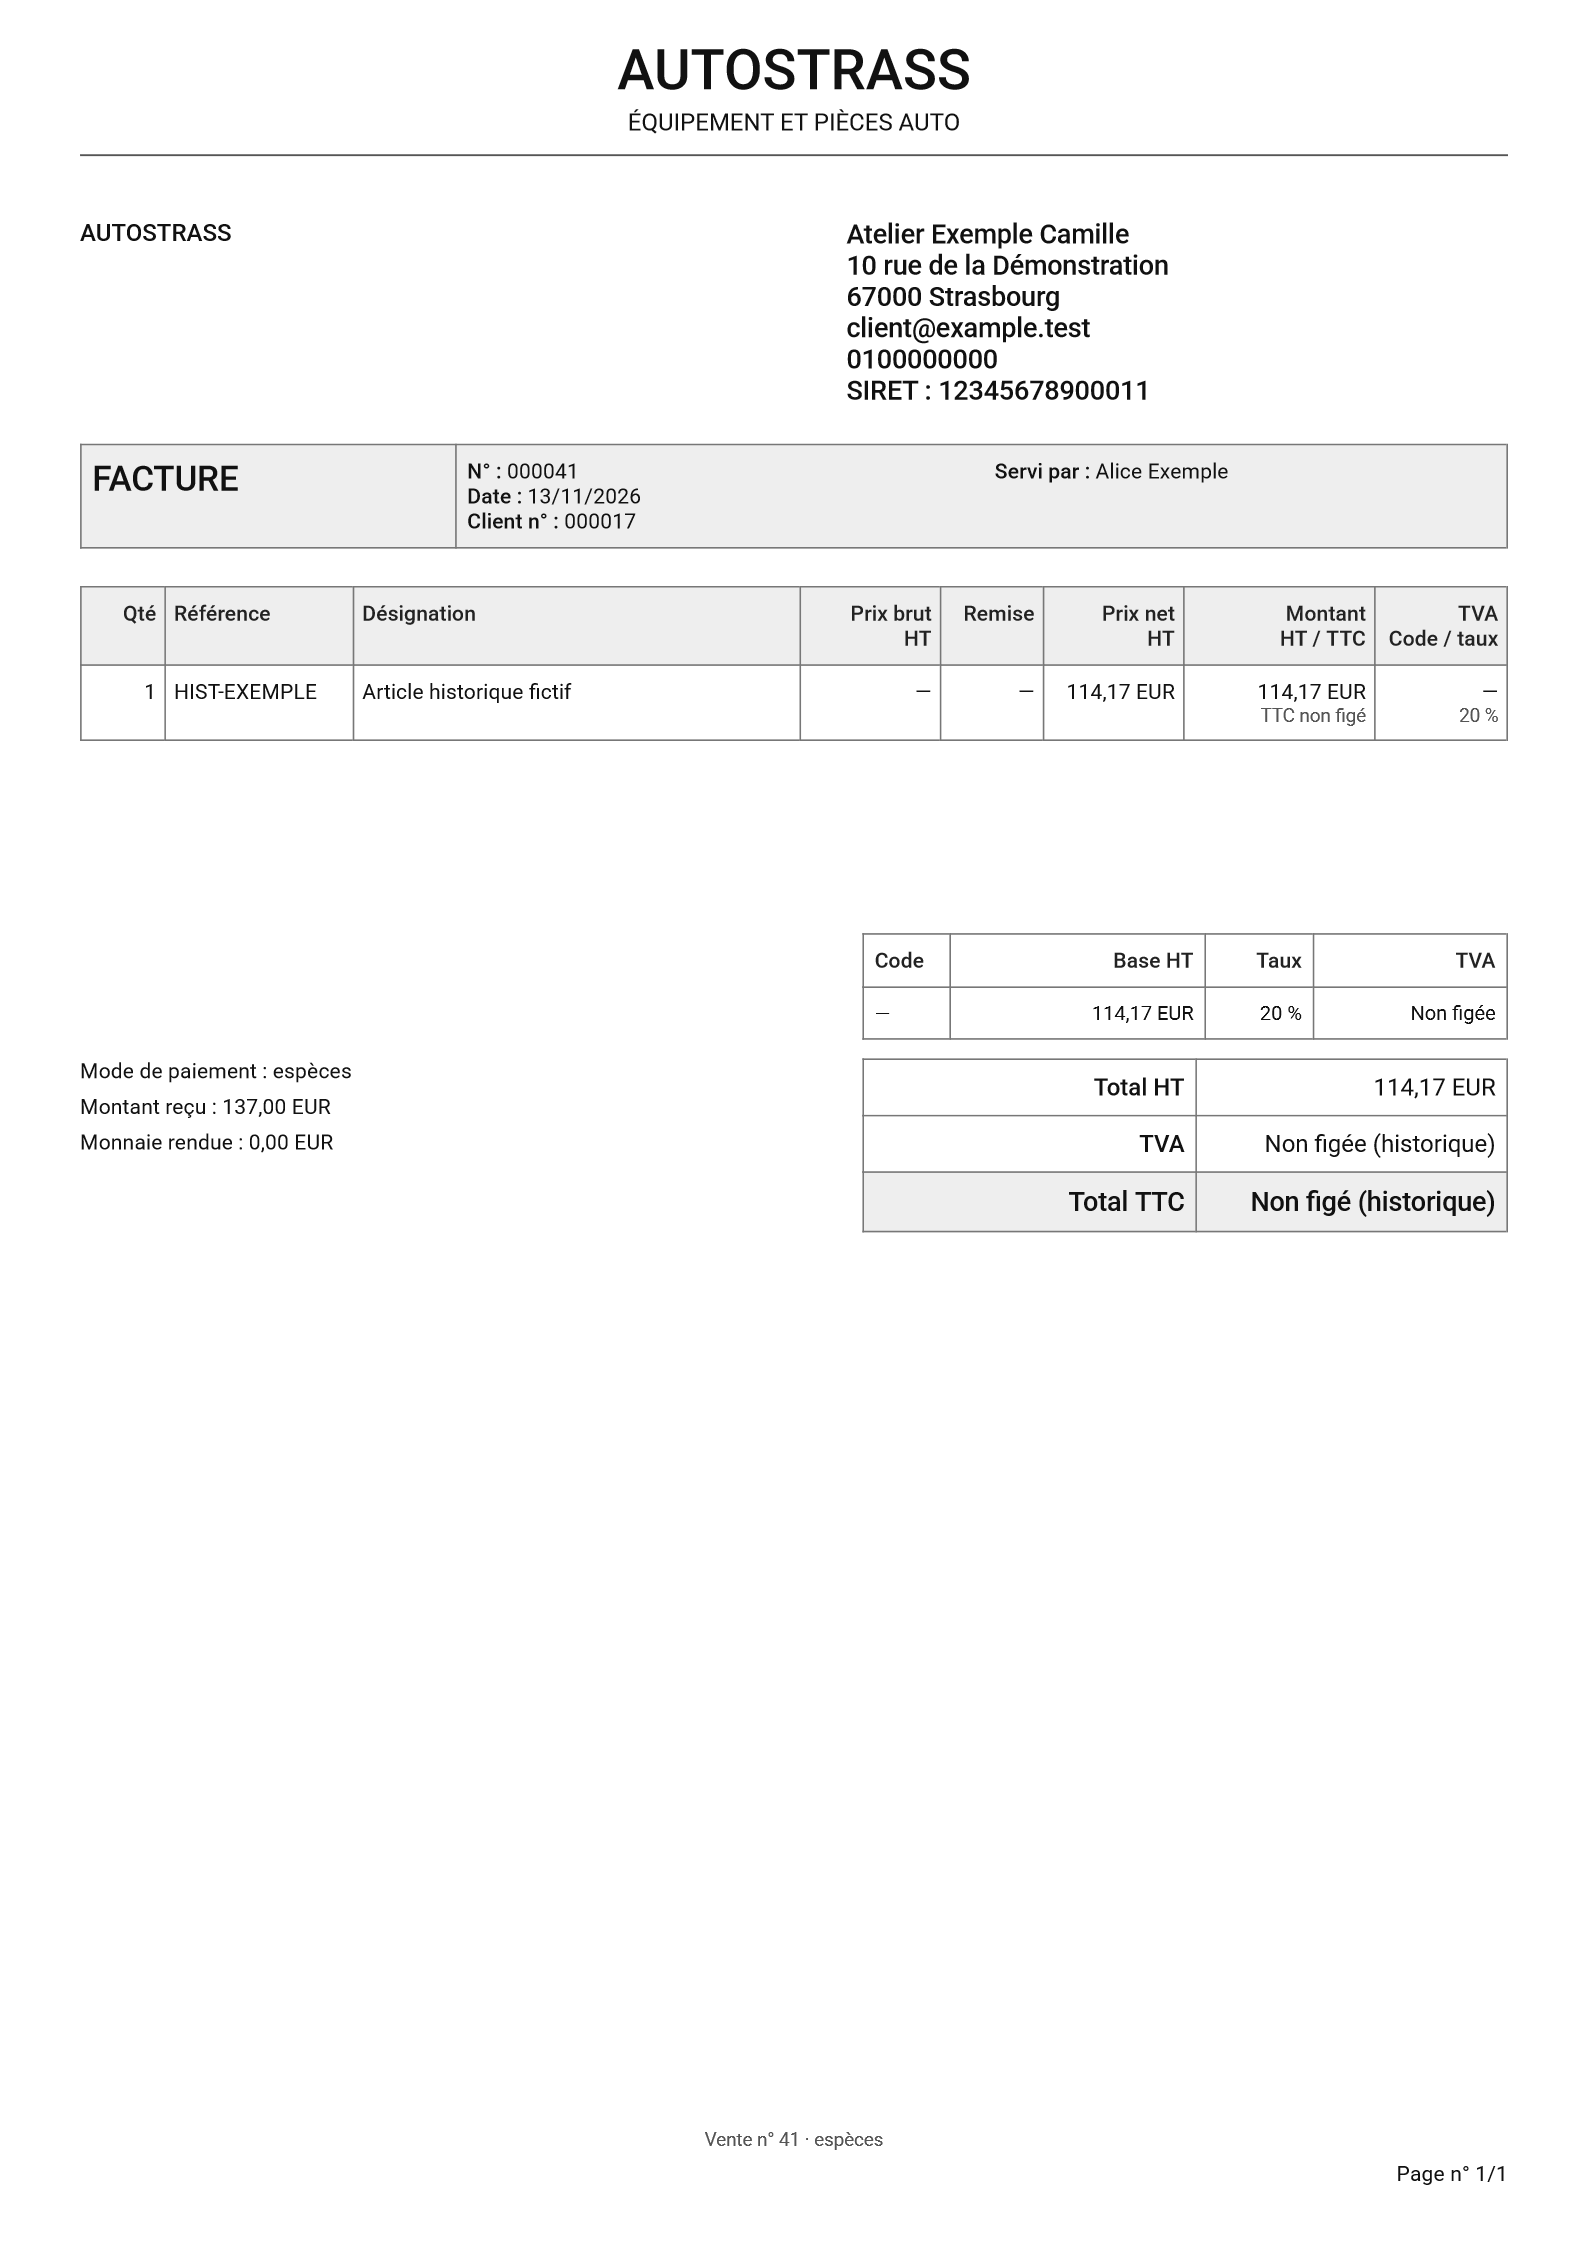 AUTOSTRASS
ÉQUIPEMENT ET PIÈCES AUTO
AUTOSTRASS
Atelier Exemple Camille
10 rue de la Démonstration
67000 Strasbourg
client@example.test
0100000000
SIRET : 12345678900011
FACTURE
N° : 000041
Date : 13/11/2026
Client n° : 000017
Servi par : Alice Exemple
Qté Référence Désignation Prix brut HT Remise Prix net HT Montant HT / TTC TVA Code / taux
1 HIST-EXEMPLE Article historique fictif — — 114,17 EUR 114,17 EUR —
TTC non figé 20 %
Code Base HT Taux TVA
— 114,17 EUR 20 % Non figée
Mode de paiement : espèces
Montant reçu : 137,00 EUR
Monnaie rendue : 0,00 EUR
Total HT 114,17 EUR
TVA Non figée (historique)
Total TTC Non figé (historique)
Vente n° 41 · espèces
Page n° 1/1